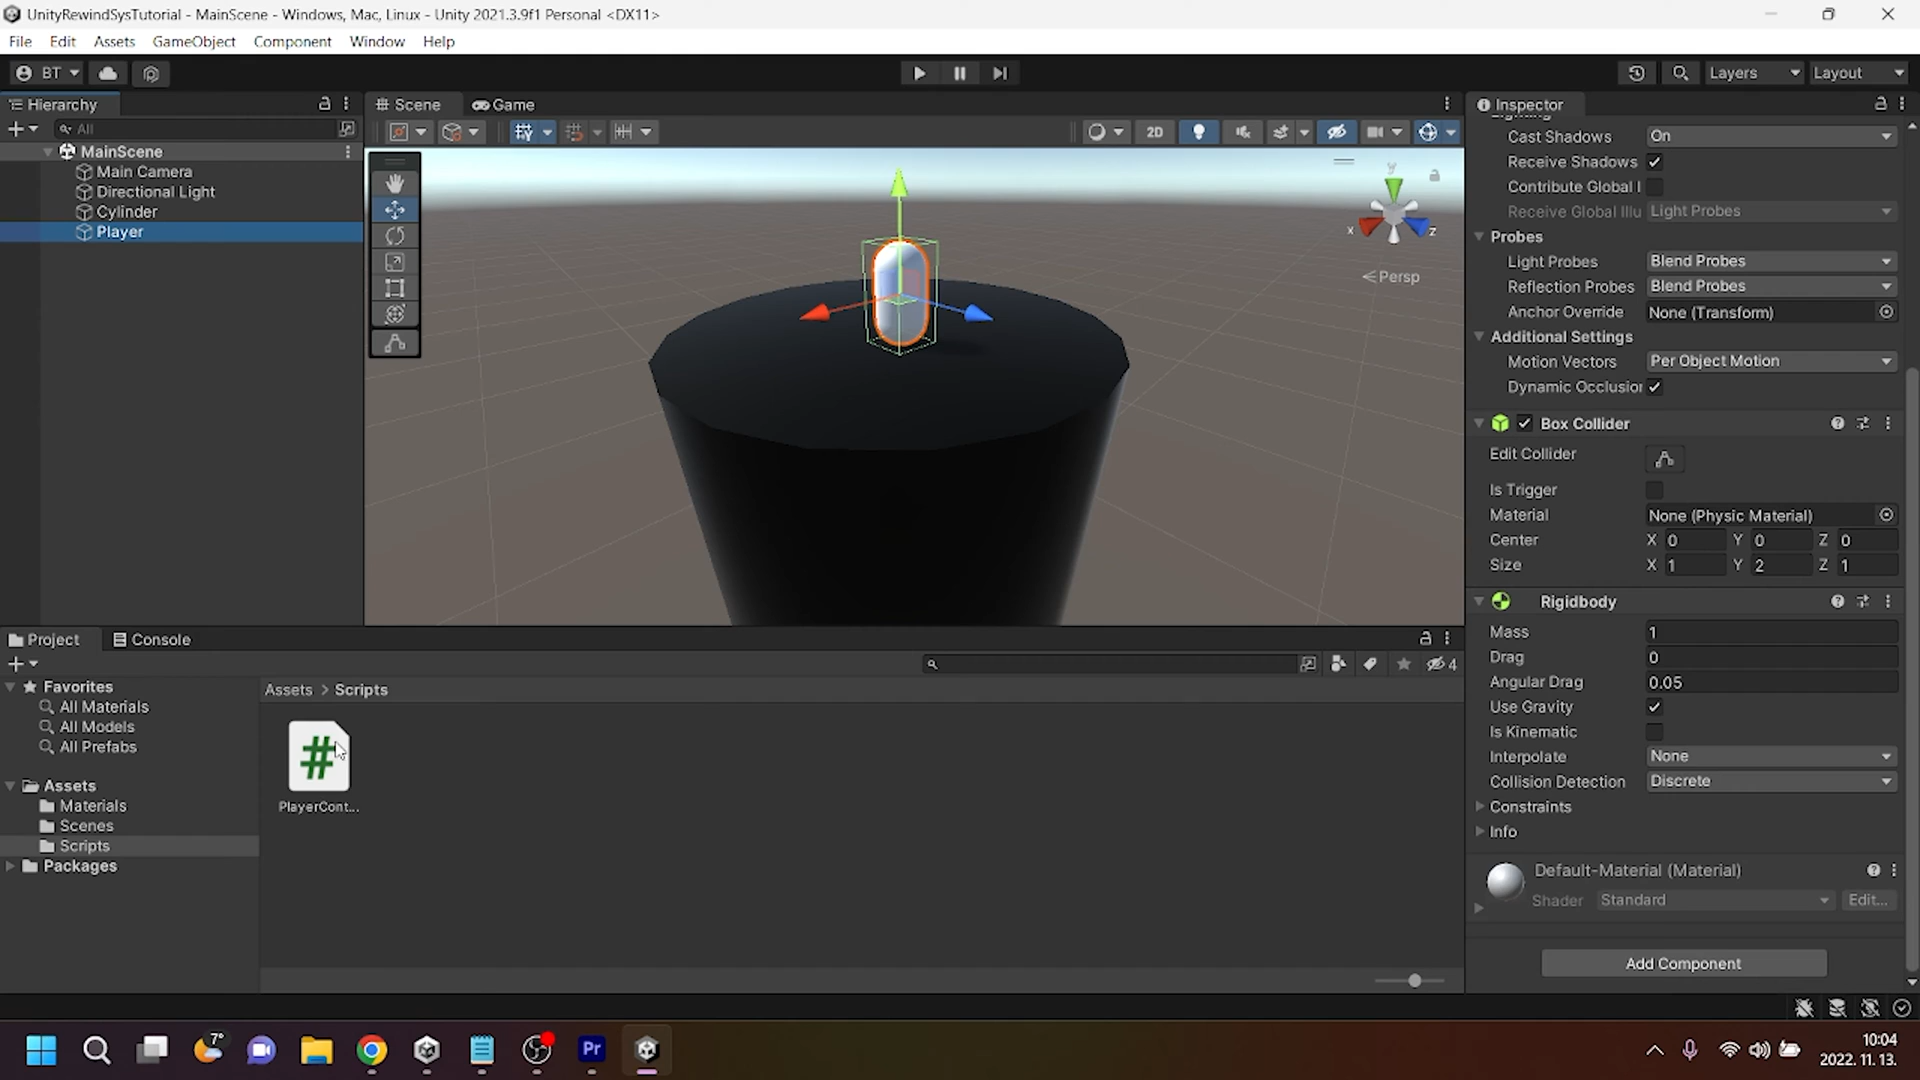 UnityRewindSysTutorial - MainScene - Windows, Mac, Linux - Unity 2021.3.9f1 Personal <DX11>
File Edit Assets GameObject Component Window Help
BT
Layers
Layout
Hierarchy
All
MainScene
Main Camera
Directional Light
Cylinder
Player
Scene
Game
2D
y
x
z
Persp
Inspector
Cast Shadows On
Receive Shadows
Contribute Global I
Receive Global Illu Light Probes
Probes
Light Probes Blend Probes
Reflection Probes Blend Probes
Anchor Override None (Transform)
Additional Settings
Motion Vectors Per Object Motion
Dynamic Occlusion
Box Collider
Edit Collider
Is Trigger
Material None (Physic Material)
Center X 0 Y 0 Z 0
Size X 1 Y 2 Z 1
Rigidbody
Mass 1
Drag 0
Angular Drag 0.05
Use Gravity
Is Kinematic
Interpolate None
Collision Detection Discrete
Constraints
Info
Default-Material (Material)
Shader Standard Edit...
Add Component
Project
Console
4
Favorites
All Materials
All Models
All Prefabs
Assets
Materials
Scenes
Scripts
Packages
Assets > Scripts
#
PlayerCont...
7°
Pr
10:04
2022. 11. 13.